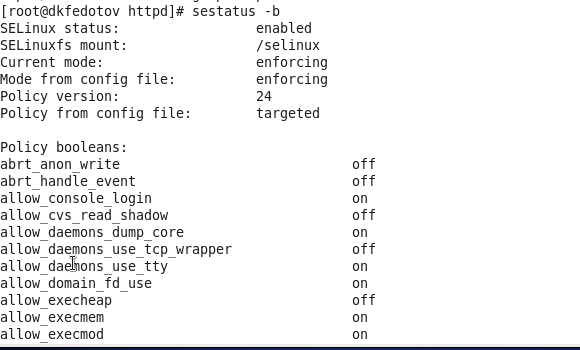 [root@dkfedotov httpd]# sestatus -b
SELinux status:                 enabled
SELinuxfs mount:                /selinux
Current mode:                   enforcing
Mode from config file:          enforcing
Policy version:                 24
Policy from config file:        targeted

Policy booleans:
abrt_anon_write                             off
abrt_handle_event                           off
allow_console_login                         on
allow_cvs_read_shadow                       off
allow_daemons_dump_core                     on
allow_daemons_use_tcp_wrapper               off
allow_daemons_use_tty                       on
allow_domain_fd_use                         on
allow_execheap                              off
allow_execmem                               on
allow_execmod                               on